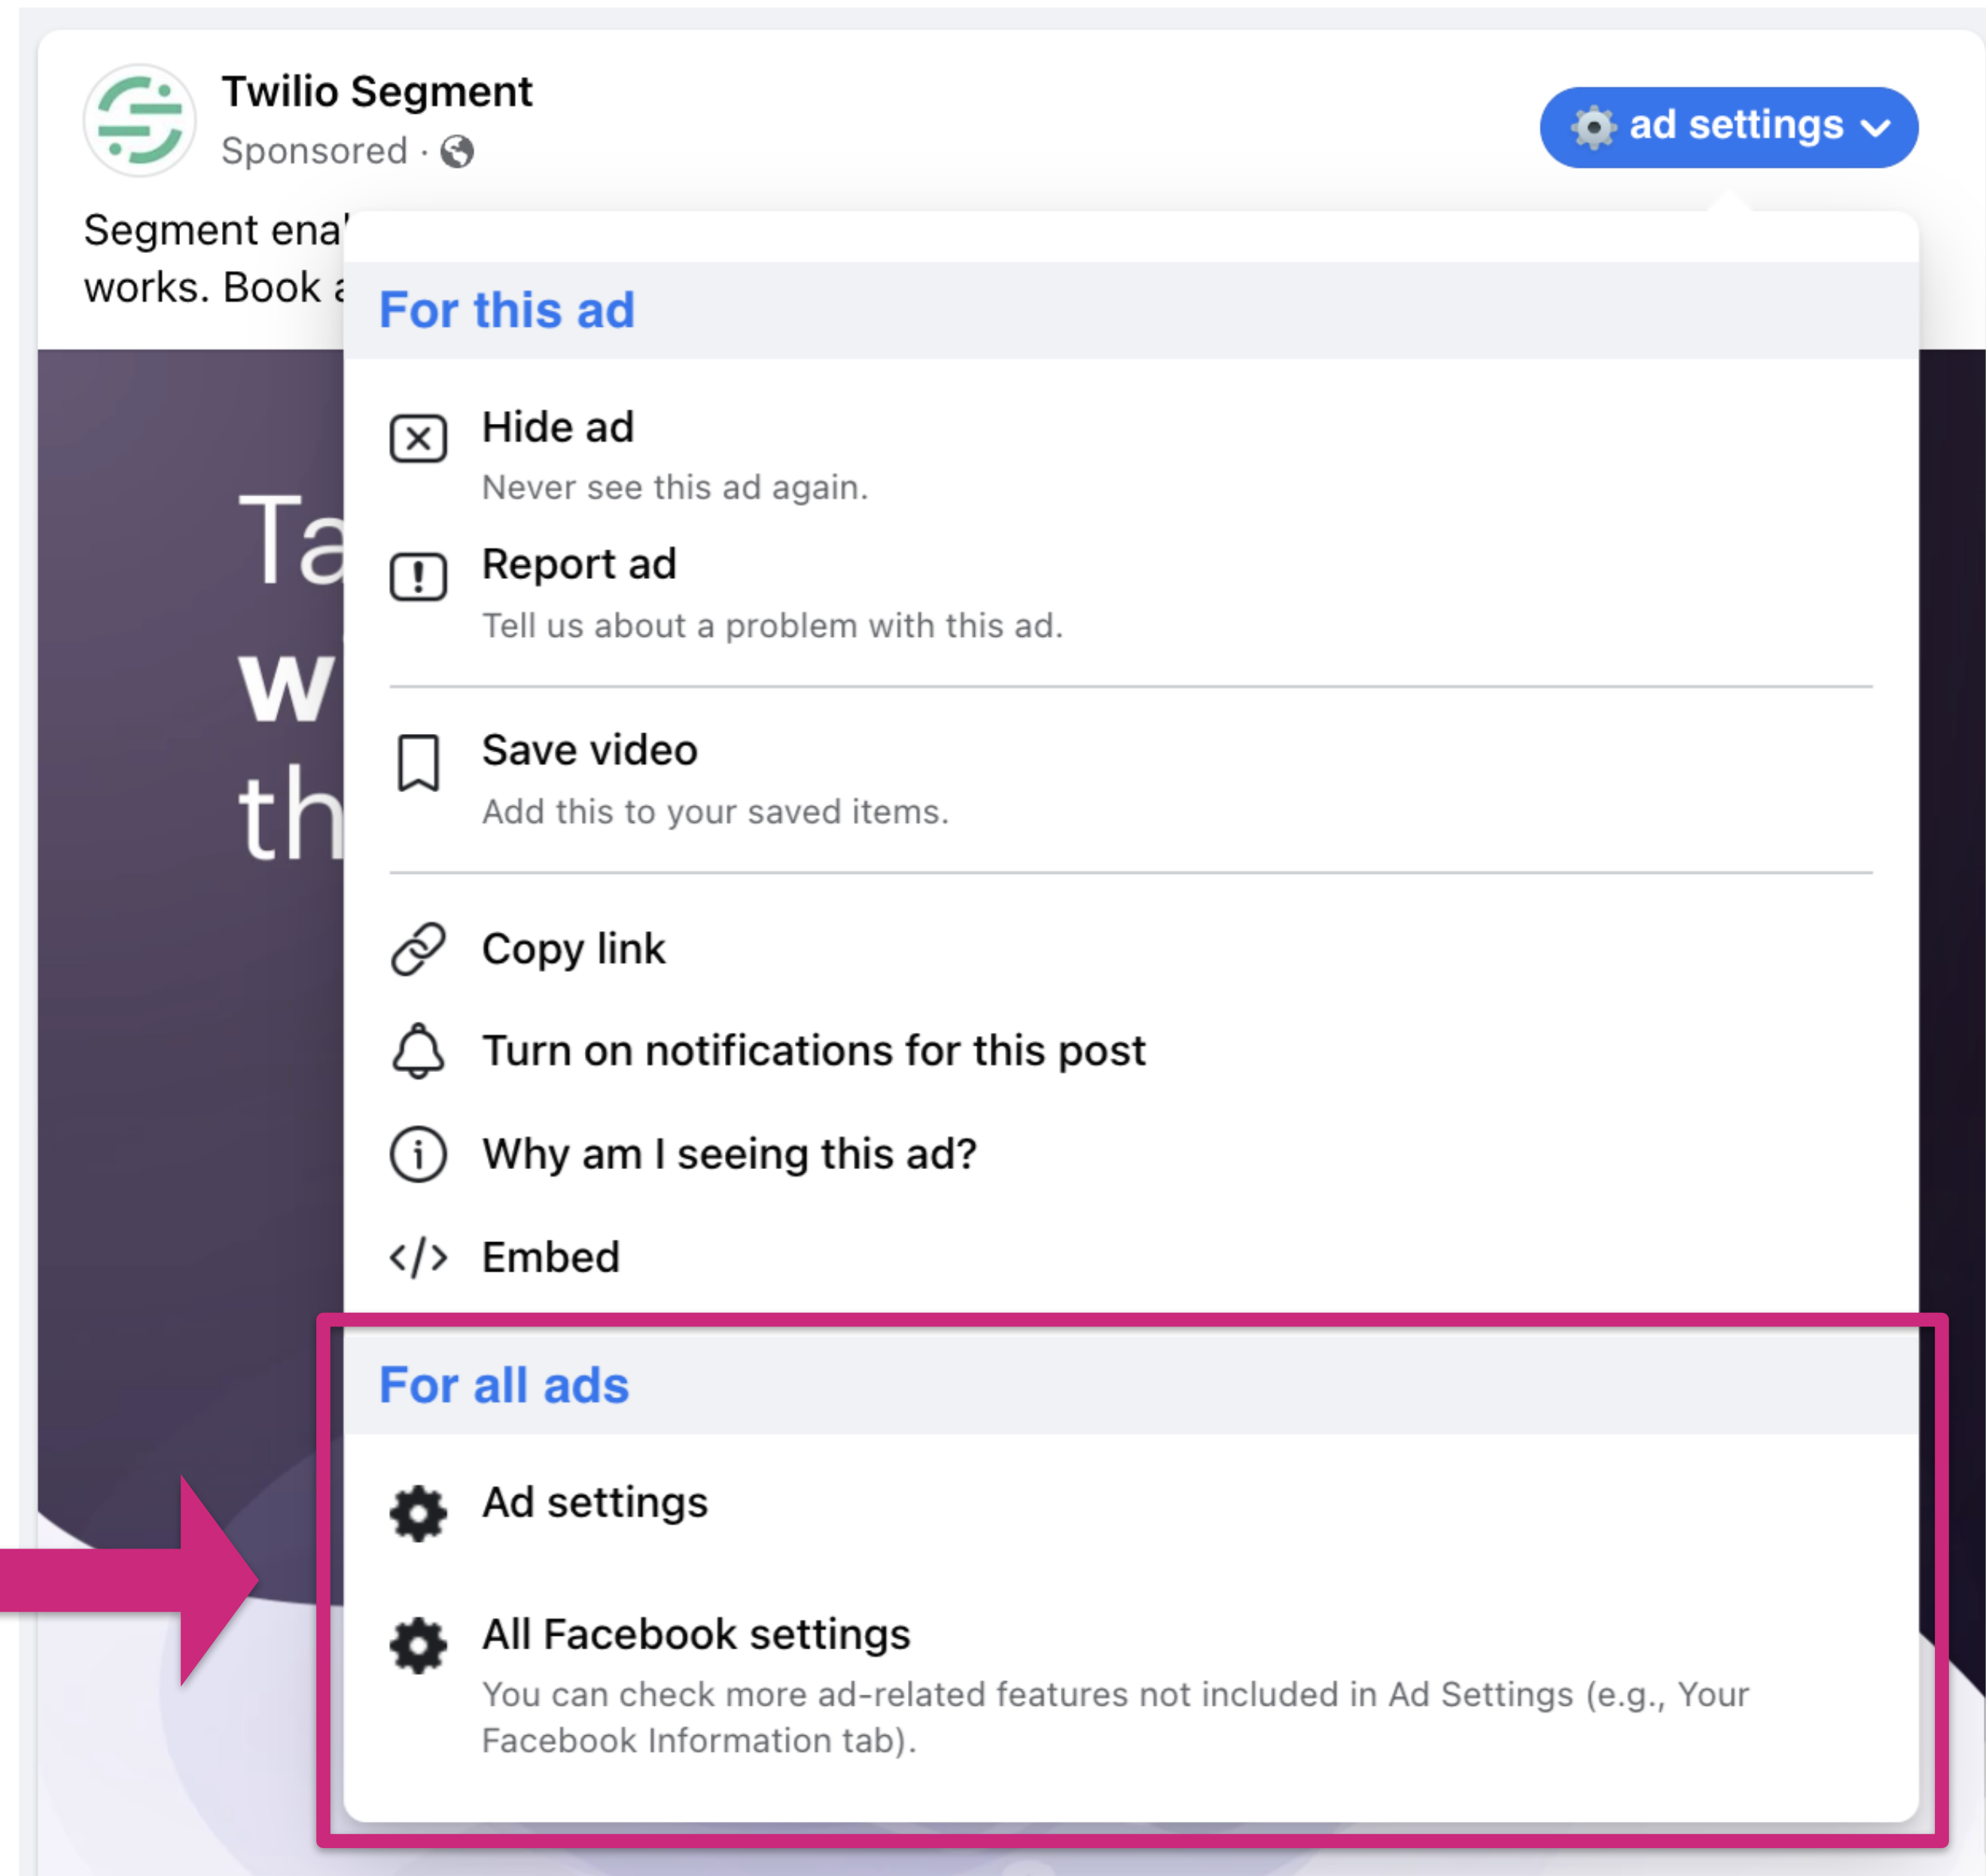 Twilio Segment
Sponsored ·
ad settings
Segment
works. Book
For this ad
Hide ad
Never see this ad again.
Report ad
Tell us about a problem with this ad.
Save video
Add this to your saved items.
Copy link
Turn on notifications for this post
Why am I seeing this ad?
</> Embed
For all ads
Ad settings
All Facebook settings
You can check more ad-related features not included in Ad Settings (e.g., Your
Facebook Information tab).